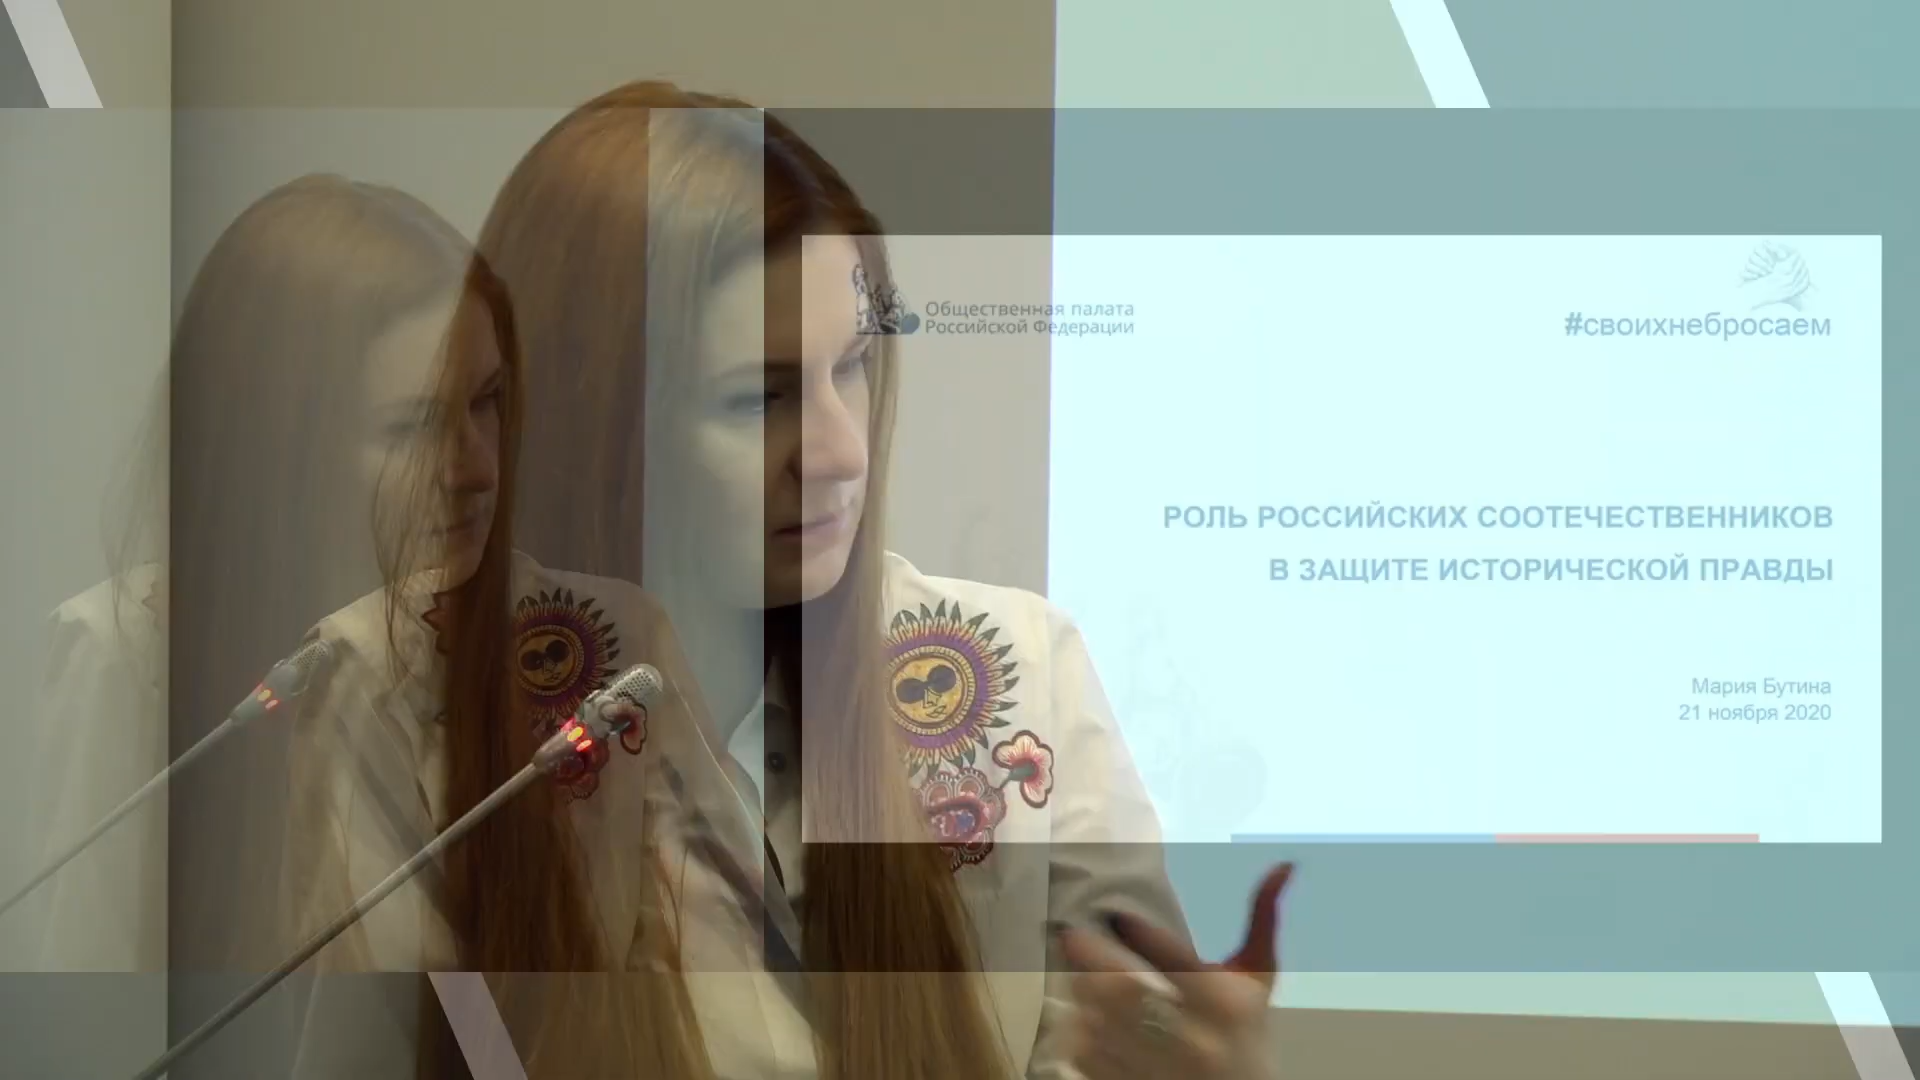 Общественная палата
Российской Федерации
#своихнебросаем
РОЛЬ РОССИЙСКИХ СООТЕЧЕСТВЕННИКОВ
В ЗАЩИТЕ ИСТОРИЧЕСКОЙ ПРАВДЫ
Мария Бутина
21 ноября 2020